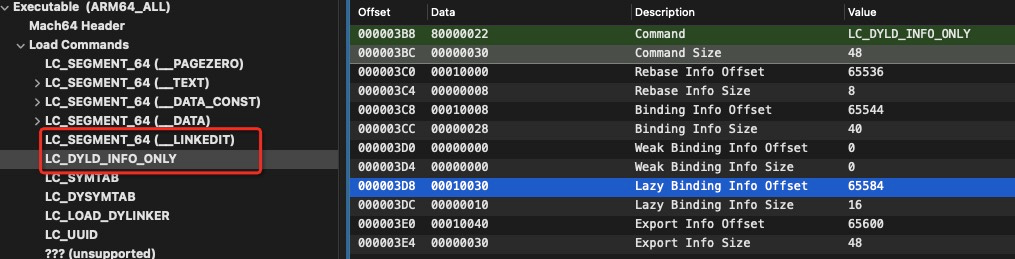 Executable (ARM64_ALL)
Mach64 Header
Load Commands
LC_SEGMENT_64 (__PAGEZERO)
LC_SEGMENT_64 (__TEXT)
LC_SEGMENT_64 (__DATA_CONST)
LC_SEGMENT_64 (__DATA)
LC_SEGMENT_64 (__LINKEDIT)
LC_DYLD_INFO_ONLY
LC_SYMTAB
LC_DYSYMTAB
LC_LOAD_DYLINKER
LC_UUID
??? (unsupported)
Offset Data Description Value
000003B8 80000022 Command LC_DYLD_INFO_ONLY
000003BC 00000030 Command Size 48
000003C0 00010000 Rebase Info Offset 65536
000003C4 00000008 Rebase Info Size 8
000003C8 00010008 Binding Info Offset 65544
000003CC 00000028 Binding Info Size 40
000003D0 00000000 Weak Binding Info Offset 0
000003D4 00000000 Weak Binding Info Size 0
000003D8 00010030 Lazy Binding Info Offset 65584
000003DC 00000010 Lazy Binding Info Size 16
000003E0 00010040 Export Info Offset 65600
000003E4 00000030 Export Info Size 48